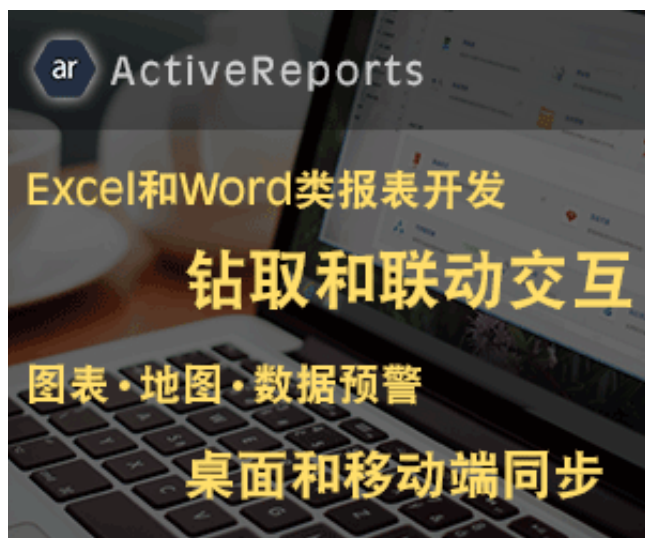 ar ActiveReports
Excel和Word类报表开发
钻取和联动交互
图表·地图·数据预警
桌面和移动端同步